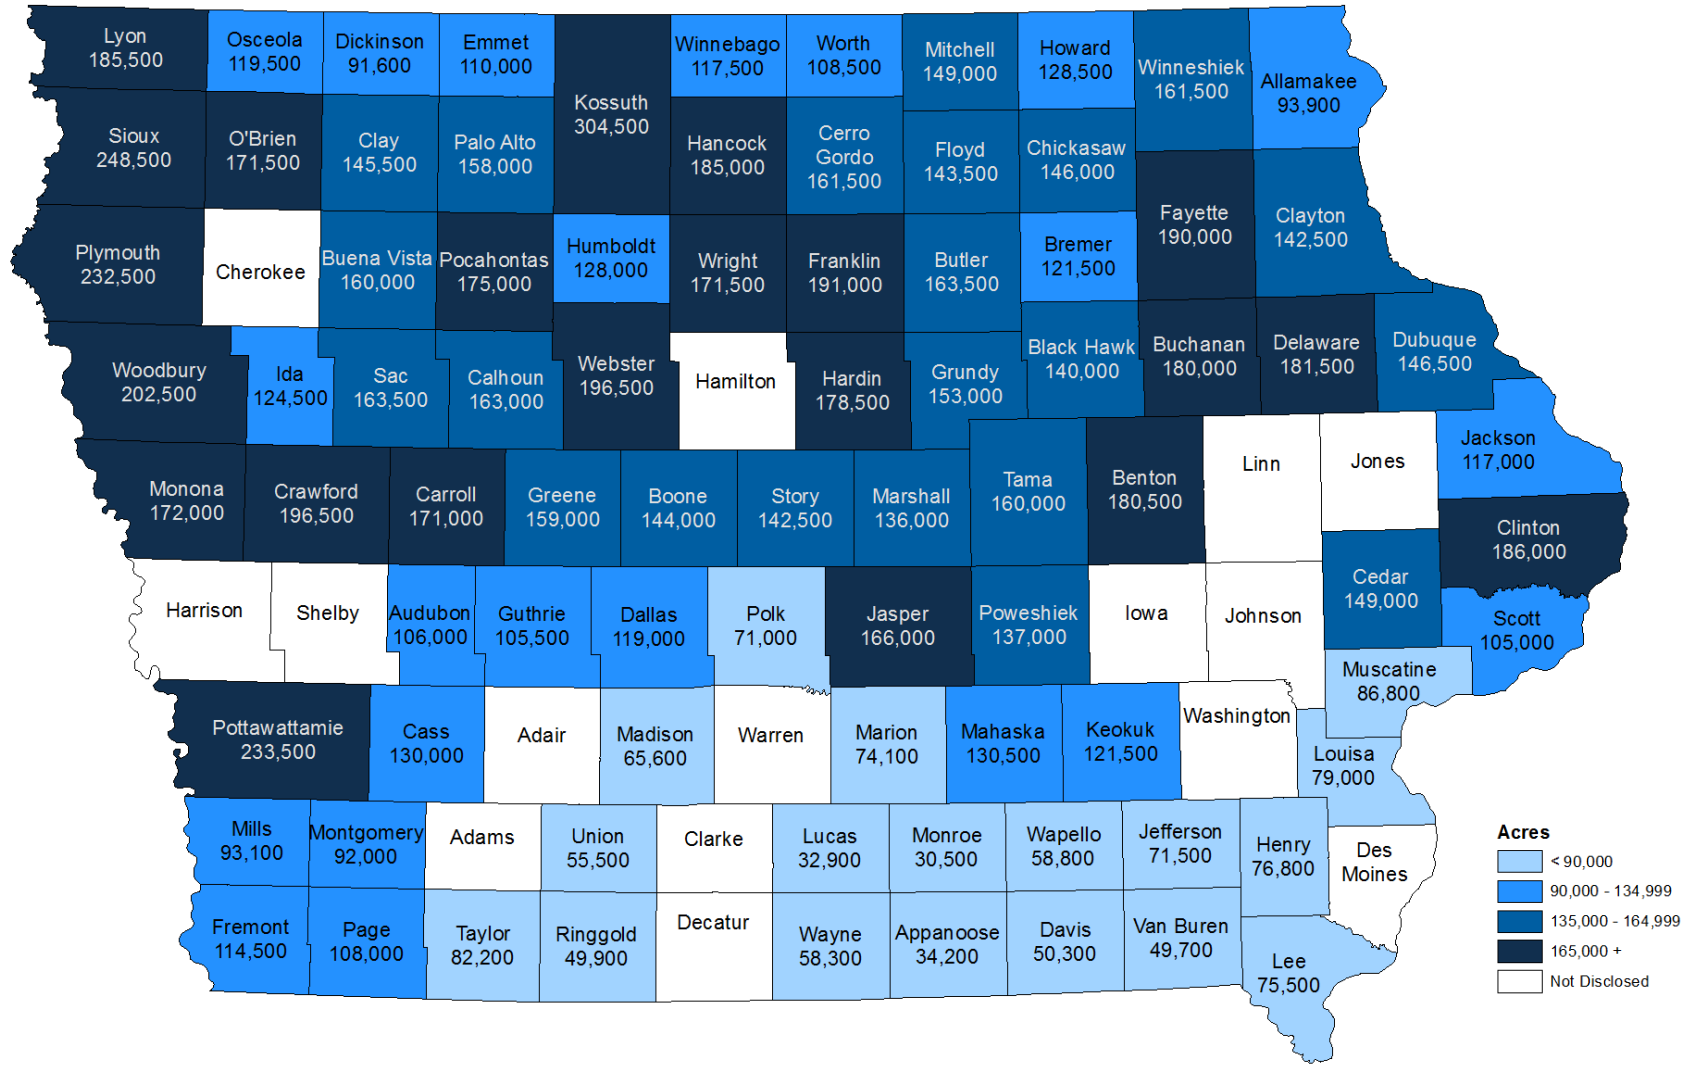 Lyon
185,500
Osceola
119,500
Dickinson
91,600
Emmet
110,000
Kossuth
304,500
Winnebago
117,500
Worth
108,500
Mitchell
149,000
Howard
128,500
Winneshiek
161,500
Allamakee
93,900
Sioux
248,500
O'Brien
171,500
Clay
145,500
Palo Alto
158,000
Hancock
185,000
Cerro
Gordo
161,500
Floyd
143,500
Chickasaw
146,000
Fayette
190,000
Clayton
142,500
Plymouth
232,500
Cherokee
Buena Vista
160,000
Pocahontas
175,000
Humboldt
128,000
Wright
171,500
Franklin
191,000
Butler
163,500
Bremer
121,500
Woodbury
202,500
Ida
124,500
Sac
163,500
Calhoun
163,000
Webster
196,500
Hamilton
Hardin
178,500
Grundy
153,000
Black Hawk
140,000
Buchanan
180,000
Delaware
181,500
Dubuque
146,500
Monona
172,000
Crawford
196,500
Carroll
171,000
Greene
159,000
Boone
144,000
Story
142,500
Marshall
136,000
Tama
160,000
Benton
180,500
Linn
Jones
Jackson
117,000
Clinton
186,000
Harrison
Shelby
Audubon
106,000
Guthrie
105,500
Dallas
119,000
Polk
71,000
Jasper
166,000
Poweshiek
137,000
Iowa
Johnson
Cedar
149,000
Scott
105,000
Muscatine
86,800
Pottawattamie
233,500
Cass
130,000
Adair
Madison
65,600
Warren
Marion
74,100
Mahaska
130,500
Keokuk
121,500
Washington
Louisa
79,000
Mills
93,100
Montgomery
92,000
Adams
Union
55,500
Clarke
Lucas
32,900
Monroe
30,500
Wapello
58,800
Jefferson
71,500
Henry
76,800
Des
Moines
Fremont
114,500
Page
108,000
Taylor
82,200
Ringgold
49,900
Decatur
Wayne
58,300
Appanoose
34,200
Davis
50,300
Van Buren
49,700
Lee
75,500
Acres
< 90,000
90,000 - 134,999
135,000 - 164,999
165,000 +
Not Disclosed